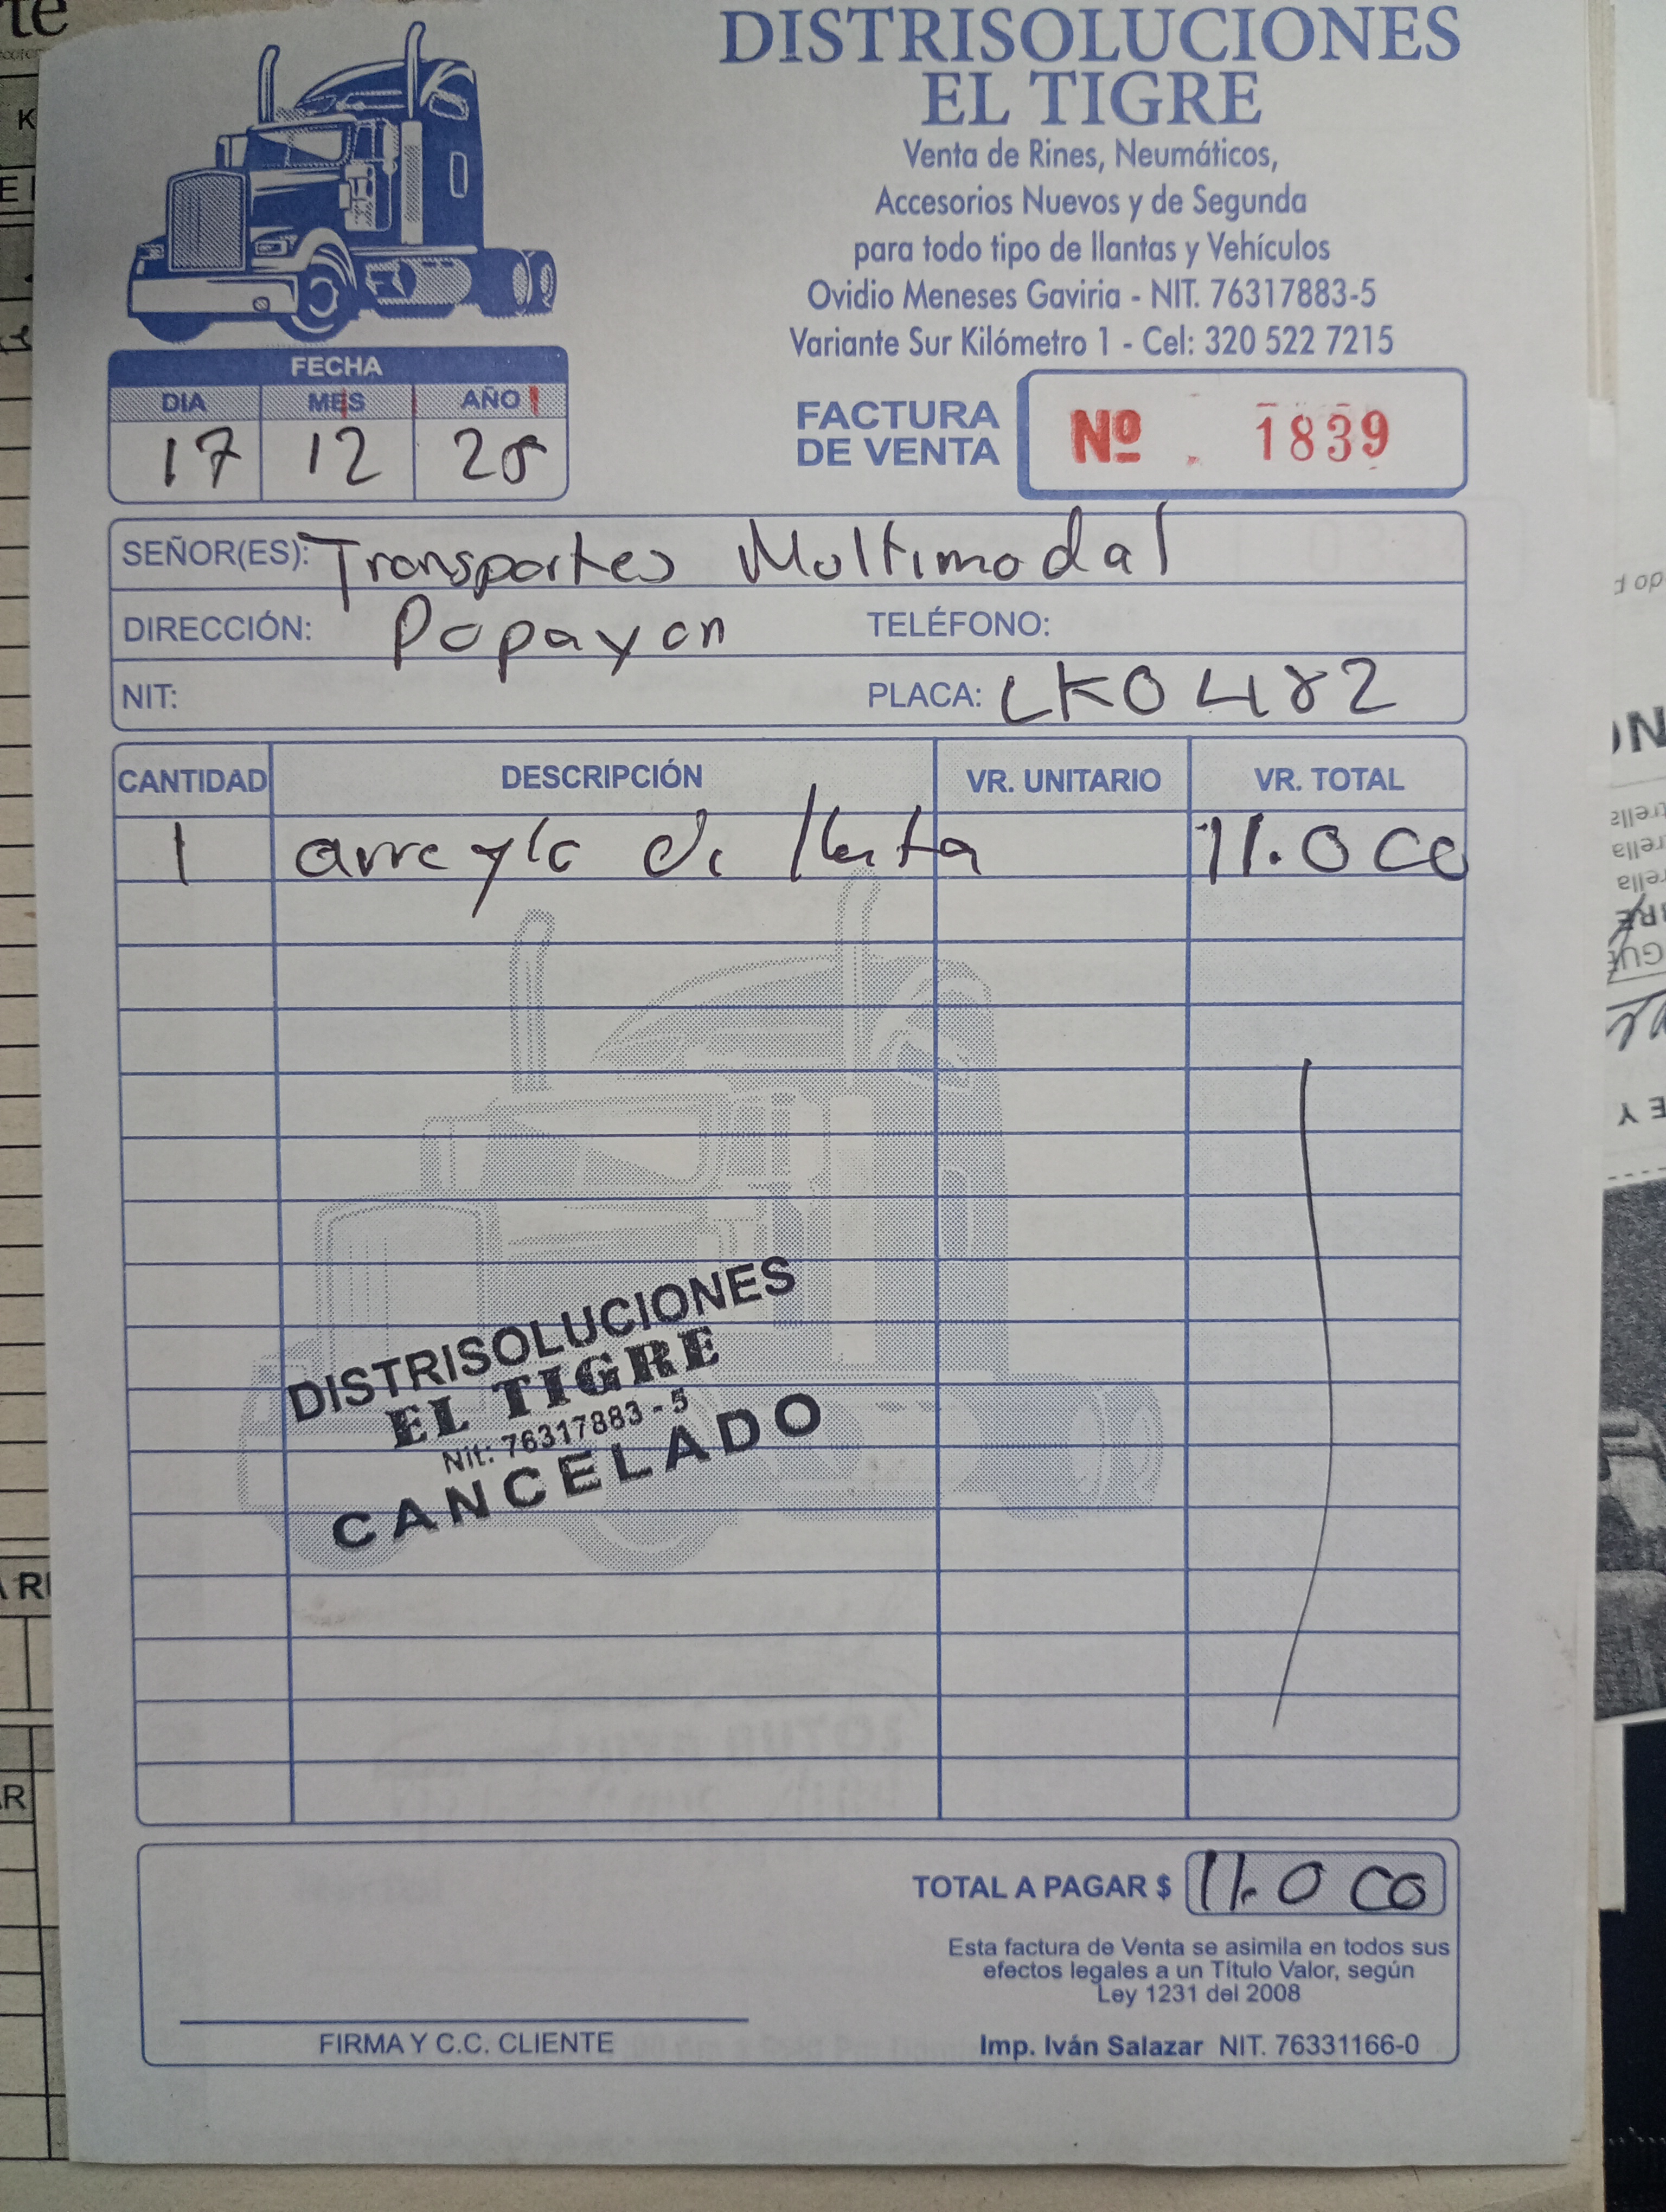 DISTRISOLUCIONES
EL TIGRE
Venta de Rines, Neumáticos,
Accesorios Nuevos y de Segunda
para todo tipo de llantas y Vehículos
Ovidio Meneses Gaviria - NIT. 76317883-5
Variante Sur Kilómetro 1 - Cel: 320 522 7215
FECHA
DIA MES AÑO
17 12 25
FACTURA
DE VENTA
Nº 1839
SEÑOR(ES): Transportes Multimodal
DIRECCIÓN: Popayan TELÉFONO:
NIT: PLACA: LKO482
CANTIDAD DESCRIPCIÓN VR. UNITARIO VR. TOTAL
1 arreylo de llanta 11.000
DISTRISOLUCIONES
EL TIGRE
Nit: 76317883 - 5
CANCELADO
TOTAL A PAGAR $ 11.000
Esta factura de Venta se asimila en todos sus
efectos legales a un Título Valor, según
Ley 1231 del 2008
FIRMA Y C.C. CLIENTE
Imp. Iván Salazar NIT. 76331166-0